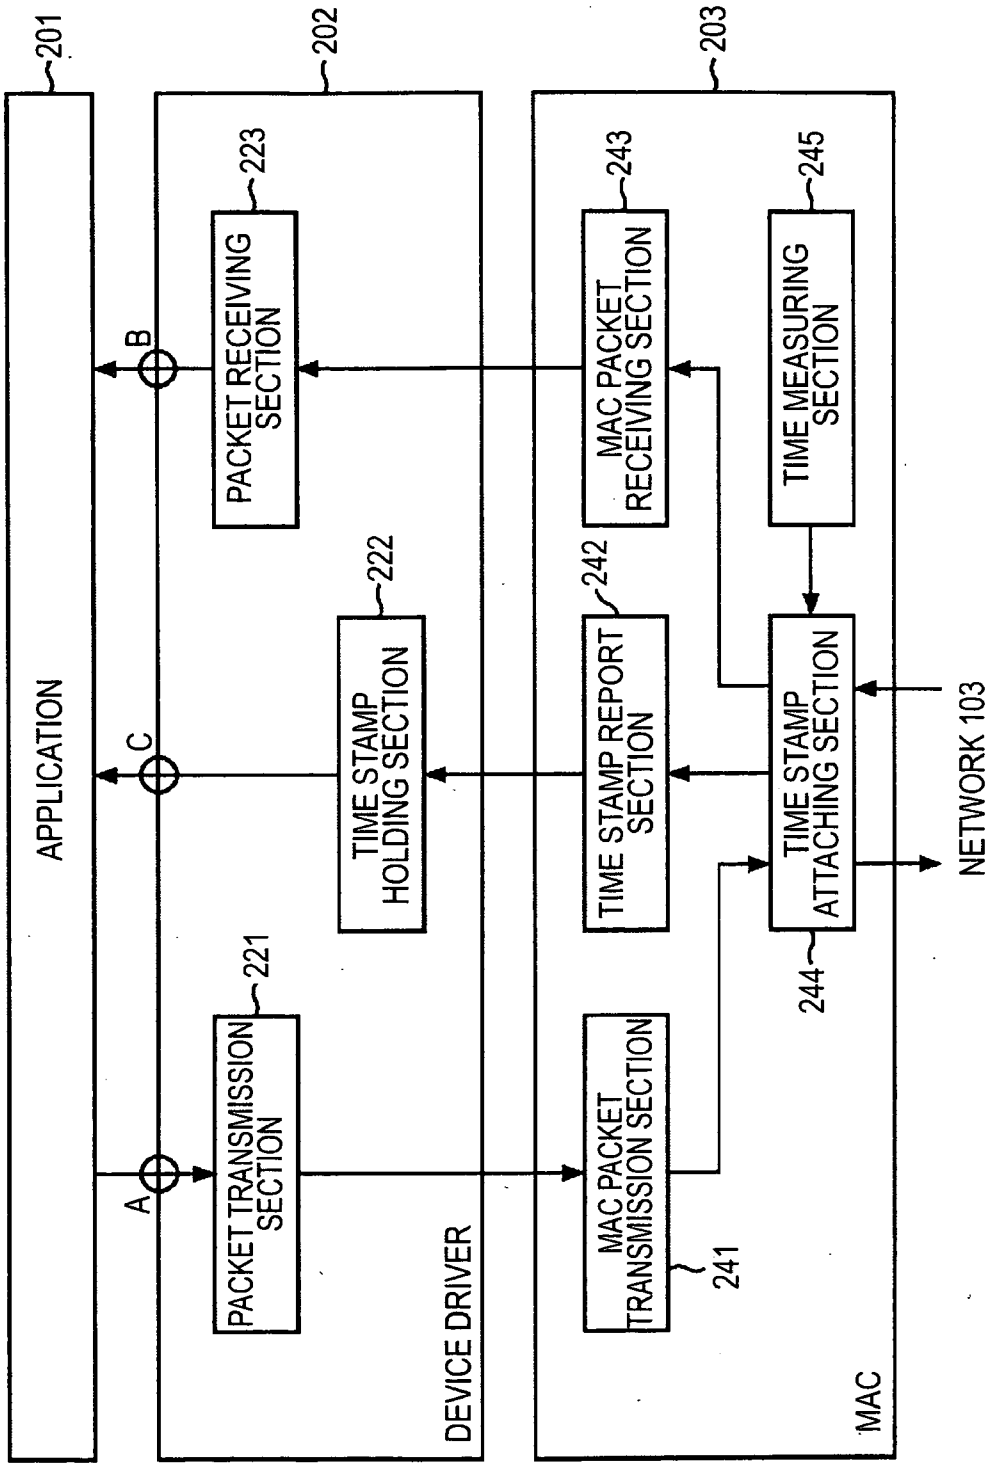 201
APPLICATION
202
A
C
B
221
PACKET TRANSMISSION
SECTION
222
TIME STAMP
HOLDING SECTION
223
PACKET RECEIVING
SECTION
DEVICE DRIVER
203
241
MAC PACKET
TRANSMISSION SECTION
242
TIME STAMP REPORT
SECTION
243
MAC PACKET
RECEIVING SECTION
244
TIME STAMP
ATTACHING SECTION
245
TIME MEASURING
SECTION
MAC
NETWORK 103